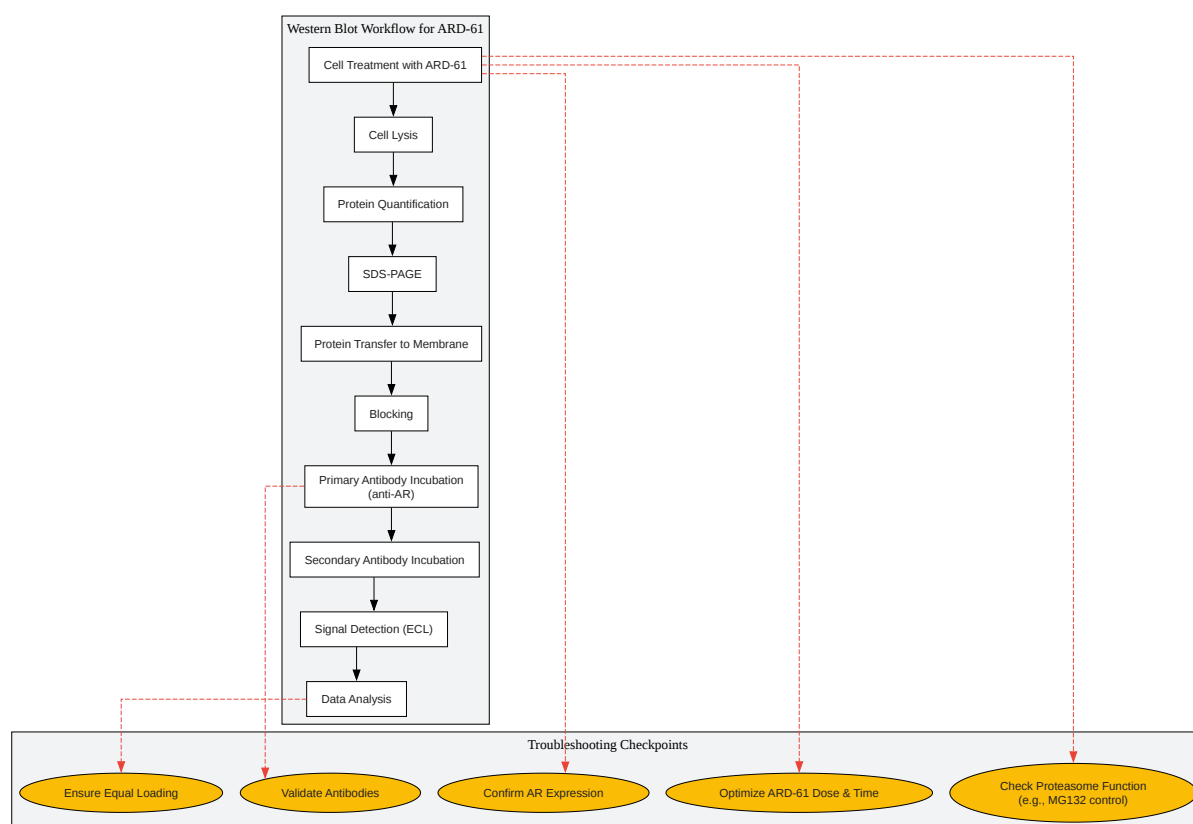 Western Blot Workflow for ARD-61
Cell Treatment with ARD-61
Cell Lysis
Protein Quantification
SDS-PAGE
Protein Transfer to Membrane
Blocking
Primary Antibody Incubation
(anti-AR)
Secondary Antibody Incubation
Signal Detection (ECL)
Data Analysis
Troubleshooting Checkpoints
Ensure Equal Loading
Validate Antibodies
Confirm AR Expression
Optimize ARD-61 Dose & Time
Check Proteasome Function
(e.g., MG132 control)